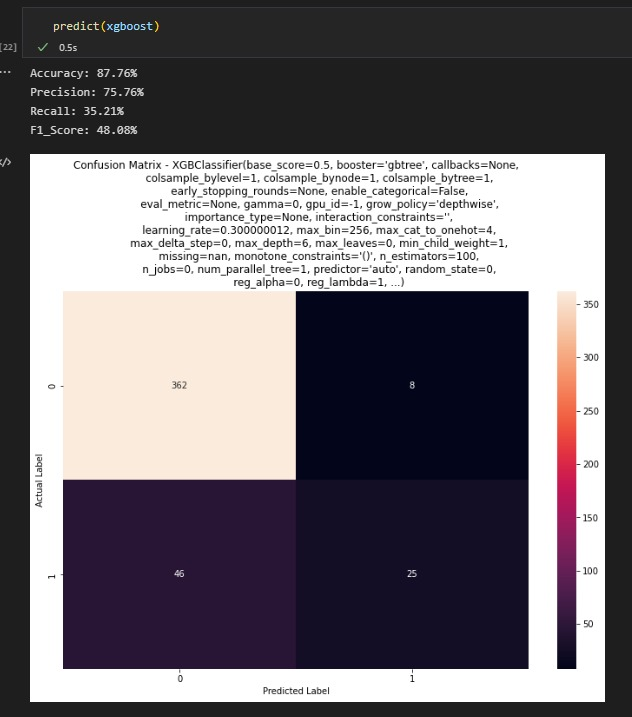 predict(xgboost)
[22]
0.5s
...
Accuracy: 87.76%
Precision: 75.76%
Recall: 35.21%
F1_Score: 48.08%
</>
Confusion Matrix - XGBClassifier(base_score=0.5, booster='gbtree', callbacks=None,
colsample_bylevel=1, colsample_bynode=1, colsample_bytree=1,
early_stopping_rounds=None, enable_categorical=False,
eval_metric=None, gamma=0, gpu_id=-1, grow_policy='depthwise',
importance_type=None, interaction_constraints='',
learning_rate=0.300000012, max_bin=256, max_cat_to_onehot=4,
max_delta_step=0, max_depth=6, max_leaves=0, min_child_weight=1,
missing=nan, monotone_constraints='()', n_estimators=100,
n_jobs=0, num_parallel_tree=1, predictor='auto', random_state=0,
reg_alpha=0, reg_lambda=1, ...)
Actual Label
0
1
362
8
46
25
0
1
Predicted Label
350
300
250
200
150
100
50